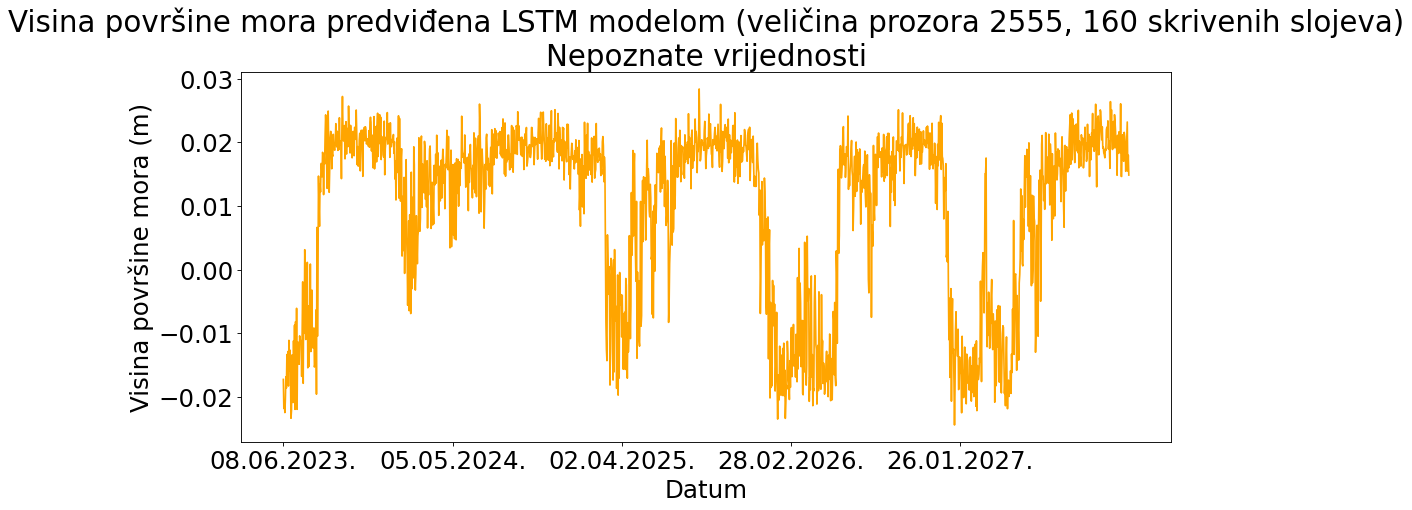 Visina površine mora predviđena LSTM modelom (veličina prozora 2555, 160 skrivenih slojeva)
Nepoznate vrijednosti
Visina površine mora (m)
0.03
0.02
0.01
0.00
−0.01
−0.02
08.06.2023. 05.05.2024. 02.04.2025. 28.02.2026. 26.01.2027.
Datum